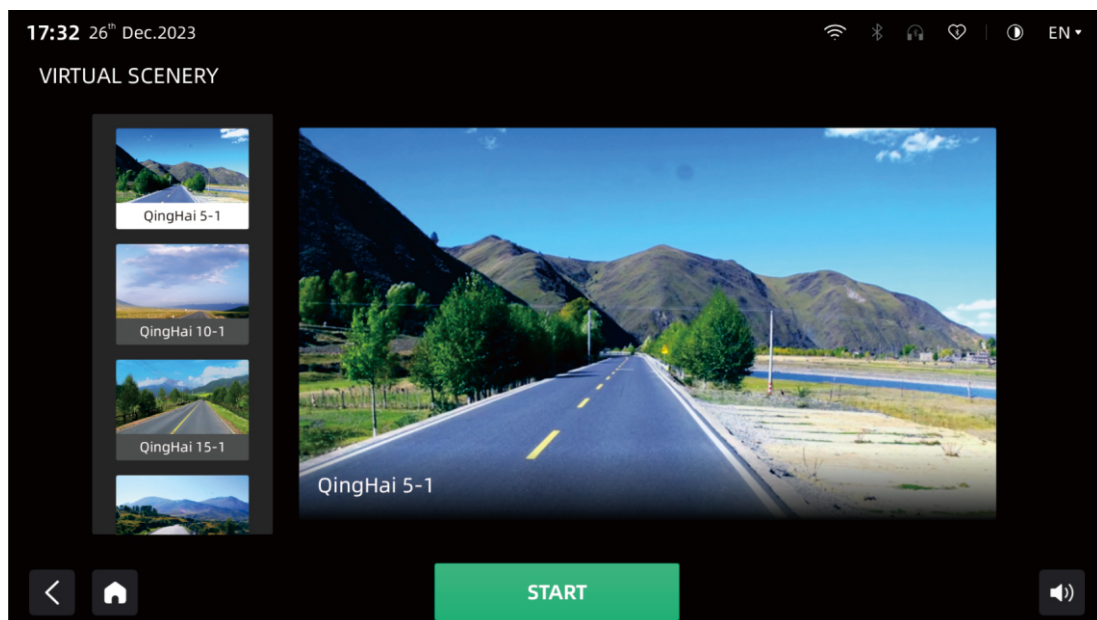 17:32 26th Dec.2023
EN
VIRTUAL SCENERY
QingHai 5-1
QingHai 10-1
QingHai 15-1
QingHai 5-1
START